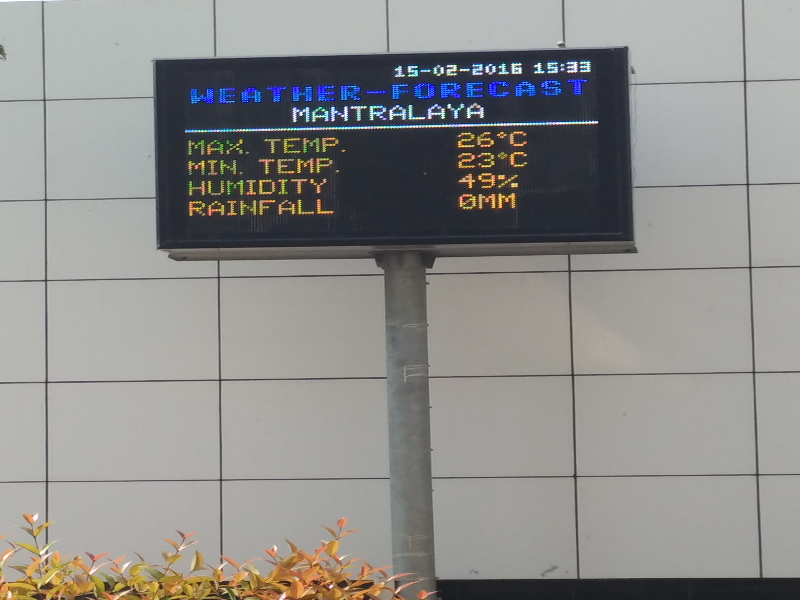 15-02-2016 15:33
WEATHER-FORECAST
MANTRALAYA
MAX. TEMP. 26°C
MIN. TEMP. 23°C
HUMIDITY 49%
RAINFALL 0MM